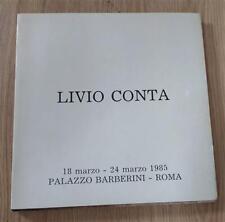 LIVIO CONTA
18 marzo - 24 marzo 1985
PALAZZO BARBERINI - ROMA